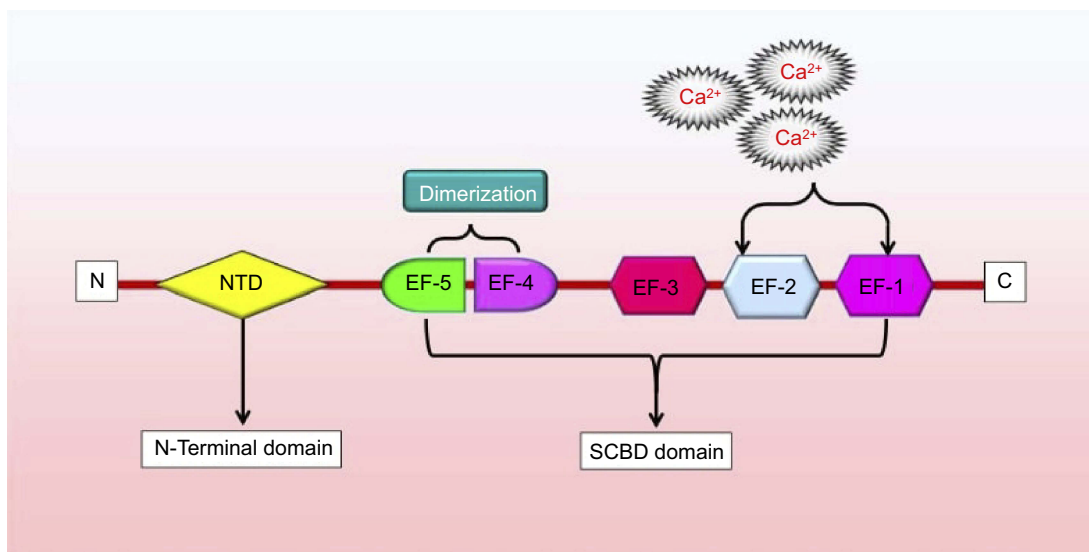 Ca²⁺
Ca²⁺
Ca²⁺
Dimerization
N
NTD
EF-5
EF-4
EF-3
EF-2
EF-1
C
N-Terminal domain
SCBD domain